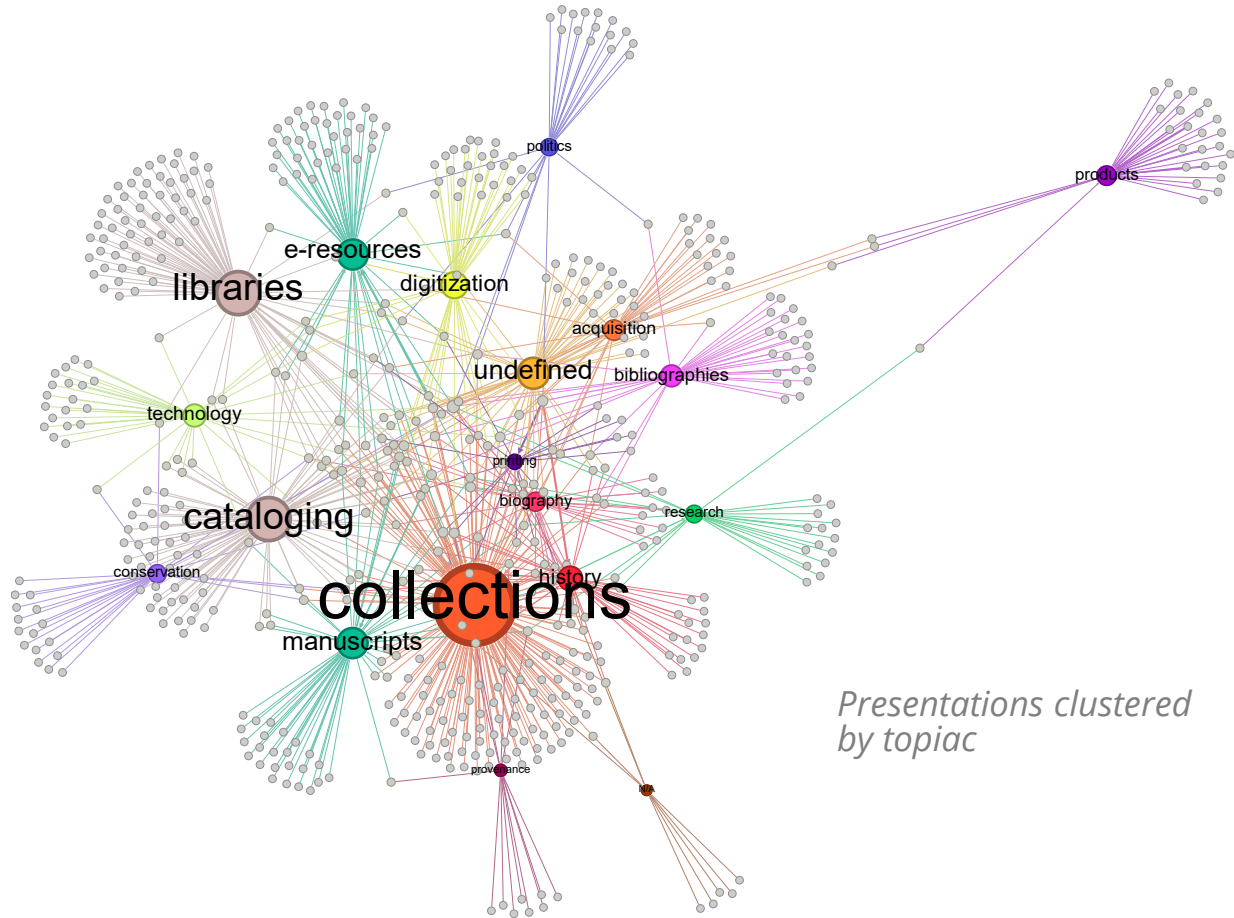 politics
products
e-resources
digitization
libraries
acquisition
undefined
bibliographies
technology
printing
biography
research
cataloging
conservation
history
collections
manuscripts
Presentations clustered
by topiac
provenance
N/A